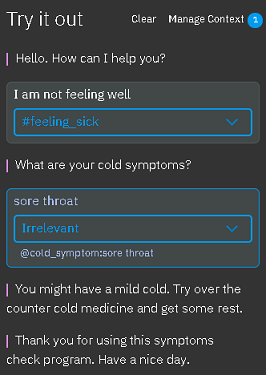 Try it out Clear Manage Context 1
Hello. How can I help you?
I am not feeling well
#feeling_sick
What are your cold symptoms?
sore throat
Irrelevant
@cold_symptom:sore throat
You might have a mild cold. Try over the
counter cold medicine and get some rest.
Thank you for using this symptoms
check program. Have a nice day.